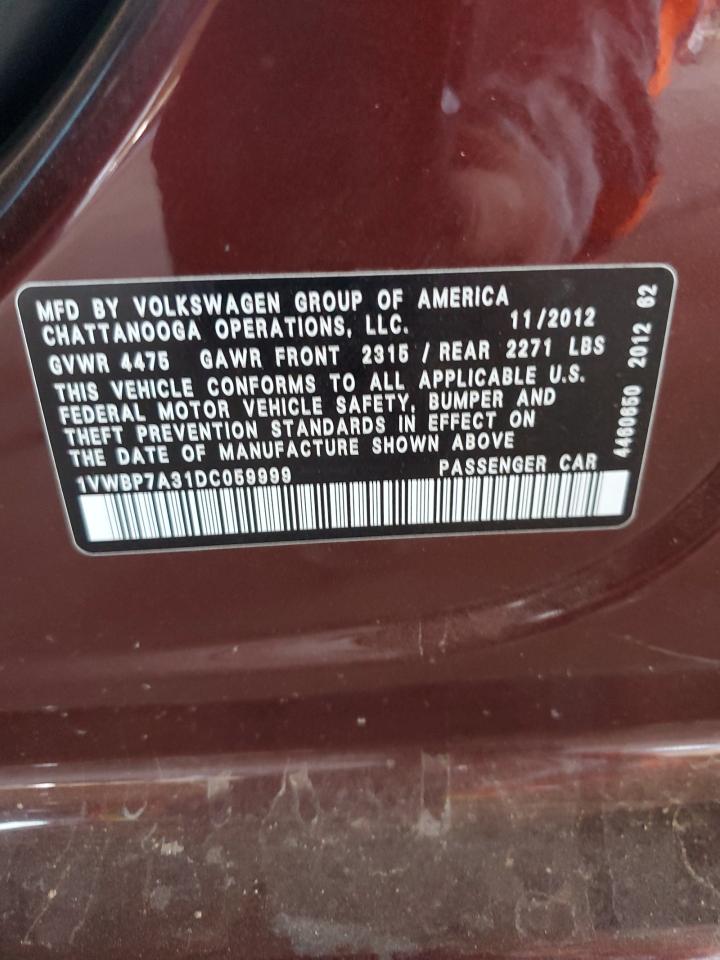 MFD BY VOLKSWAGEN GROUP OF AMERICA
CHATTANOOGA OPERATIONS, LLC. 11/2012
GVWR 4475 GAWR FRONT 2315 / REAR 2271 LBS
THIS VEHICLE CONFORMS TO ALL APPLICABLE U.S.
FEDERAL MOTOR VEHICLE SAFETY, BUMPER AND
THEFT PREVENTION STANDARDS IN EFFECT ON
THE DATE OF MANUFACTURE SHOWN ABOVE
1VWBP7A31DC059999 PASSENGER CAR
4460650 2012 62